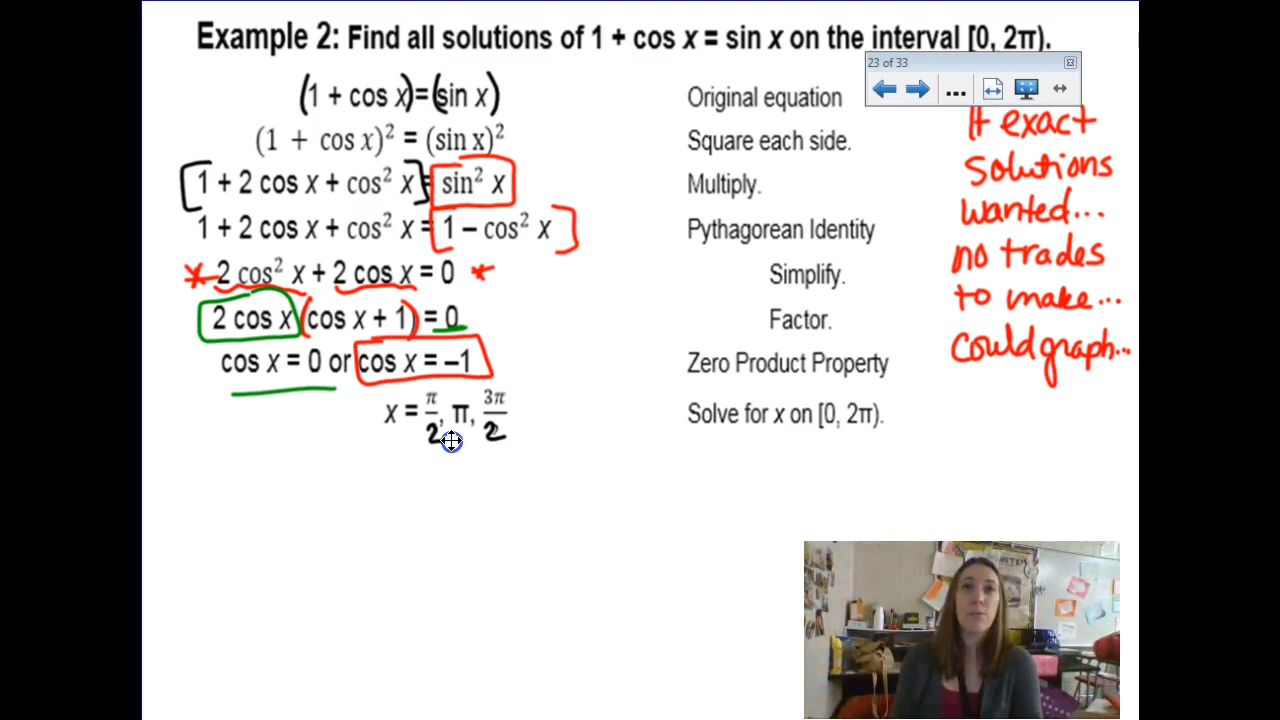 Example 2: Find all solutions of 1 + cos x = sin x on the interval [0, 2π).
23 of 33
(1 + cos x)=(sin x) Original equation
(1 + cos x)² = (sin x)² Square each side.
[1 + 2 cos x + cos² x] = sin² x Multiply.
1 + 2 cos x + cos² x = [1 – cos² x] Pythagorean Identity
* 2 cos² x + 2 cos x = 0 * Simplify.
2 cos x (cos x + 1) = 0 Factor.
cos x = 0 or cos x = –1 Zero Product Property
x = π/2, π, 3π/2 Solve for x on [0, 2π).
If exact
solutions
wanted...
no trades
to make...
could graph...